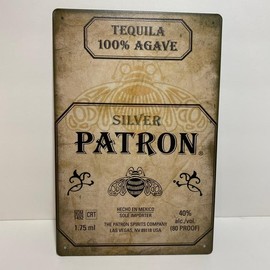 TEQUILA
100% AGAVE
SILVER
PATRON
HECHO EN MEXICO
SOLE IMPORTER
CRT
1.75 ml
THE PATRON SPIRITS COMPANY
LAS VEGAS, NV 89118 USA
40%
alc./vol.
(80 PROOF)